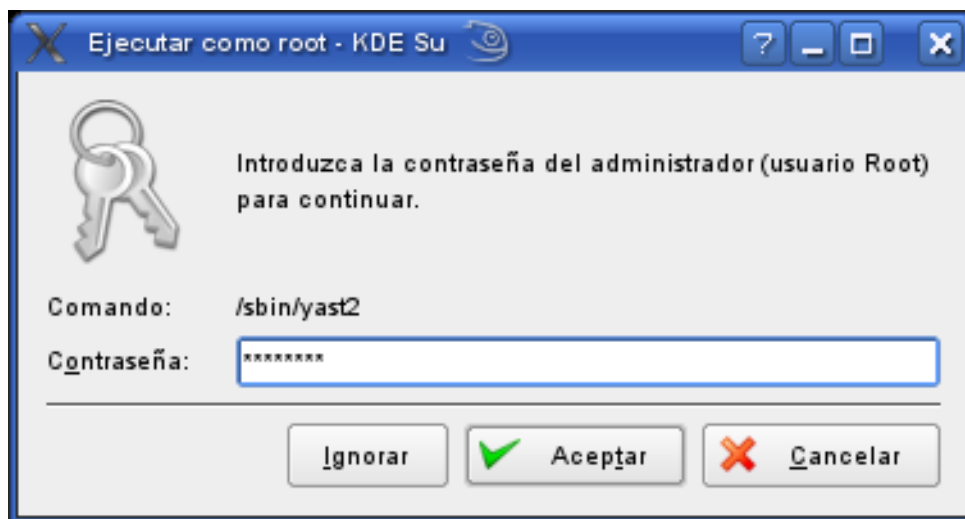 Ejecutar como root - KDE Su
?
Introduzca la contraseña del administrador (usuario Root)
para continuar.
Comando: /sbin/yast2
Contraseña: ********
Ignorar Aceptar Cancelar